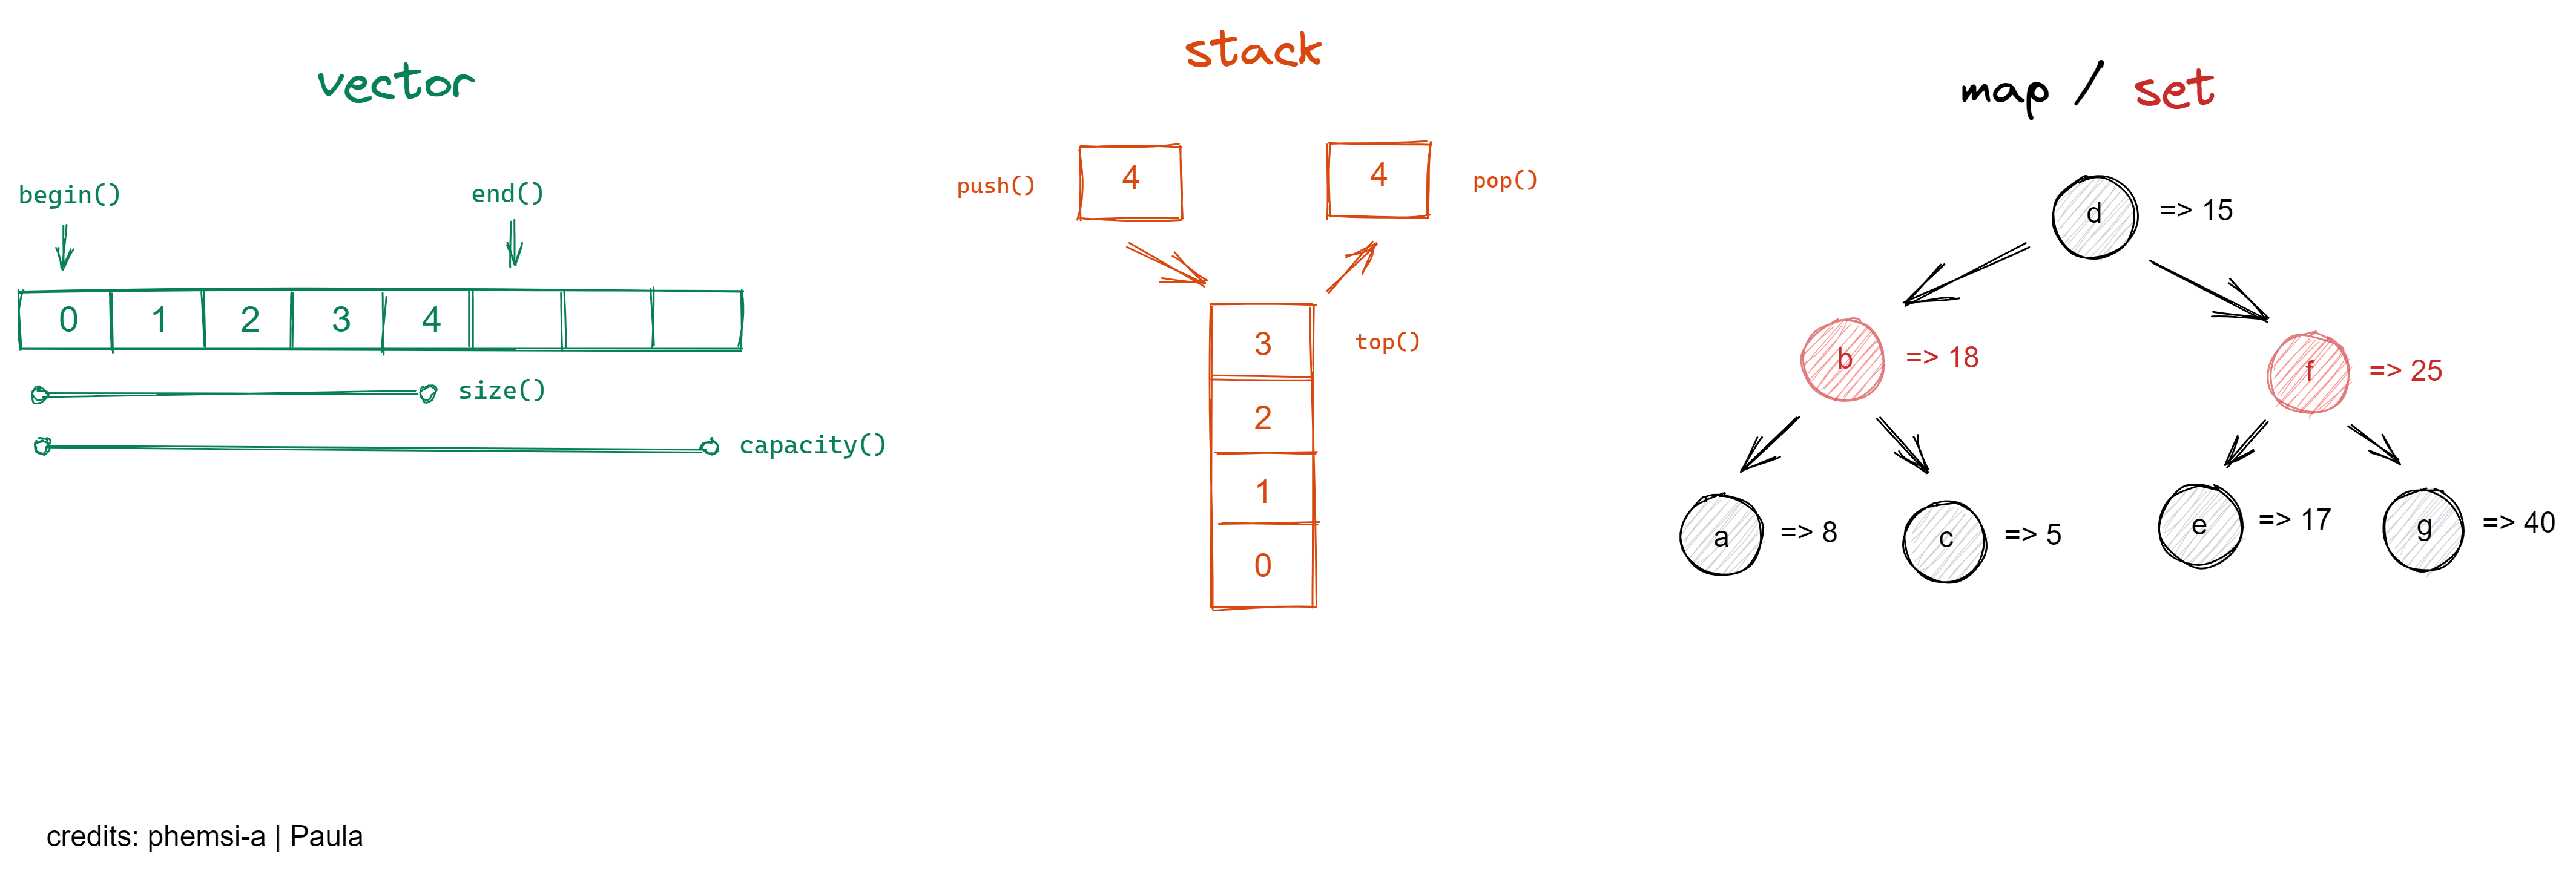 vector
begin()
end()
0 1 2 3 4
size()
capacity()
stack
push()
4
4
pop()
3
top()
2
1
0
map / set
d => 15
b => 18
f => 25
a => 8
c => 5
e => 17
g => 40
credits: phemsi-a | Paula